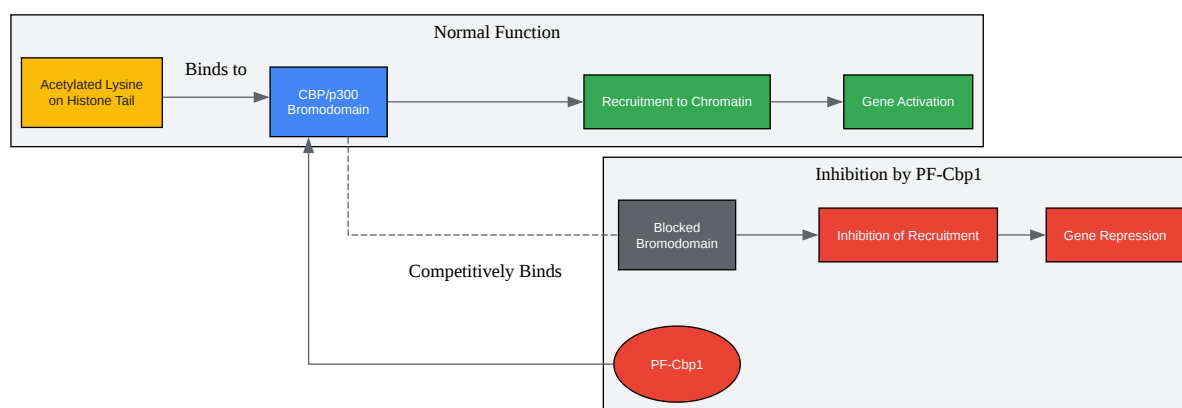 Normal Function
Acetylated Lysine
on Histone Tail
Binds to
CBP/p300
Bromodomain
Recruitment to Chromatin
Gene Activation
Inhibition by PF-Cbp1
Blocked
Bromodomain
Inhibition of Recruitment
Gene Repression
Competitively Binds
PF-Cbp1